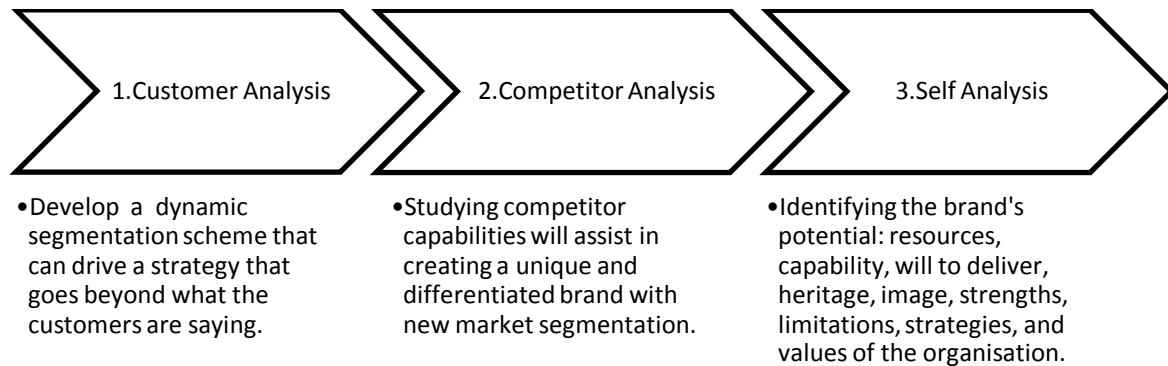 1.Customer Analysis
2.Competitor Analysis
3.Self Analysis
•Develop a dynamic
segmentation scheme that
can drive a strategy that
goes beyond what the
customers are saying.
•Studying competitor
capabilities will assist in
creating a unique and
differentiated brand with
new market segmentation.
•Identifying the brand's
potential: resources,
capability, will to deliver,
heritage, image, strengths,
limitations, strategies, and
values of the organisation.